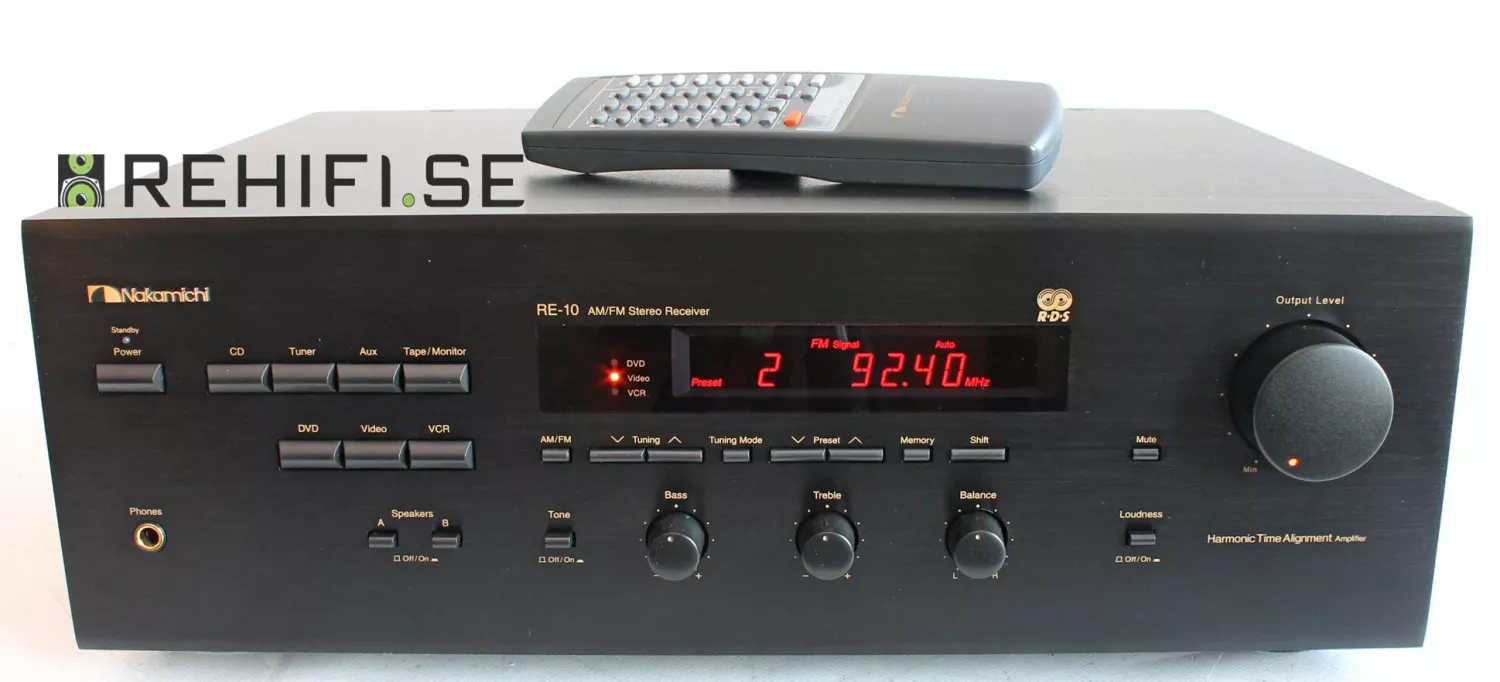 Nakamichi
REHIFI.SE
Nakamichi
RE-10 AM/FM Stereo Receiver
R·D·S
Output Level
Standby
Power
CD Tuner Aux Tape/Monitor
DVD
Video
VCR
FM Signal Auto
Preset 2 92.40 MHz
DVD Video VCR
AM/FM Tuning Tuning Mode Preset Memory Shift
Mute
Min
Phones
Speakers
A B
Off/On
Tone
Off/On
Bass
- +
Treble
- +
Balance
L R
Loudness
Off/On
Harmonic Time Alignment Amplifier